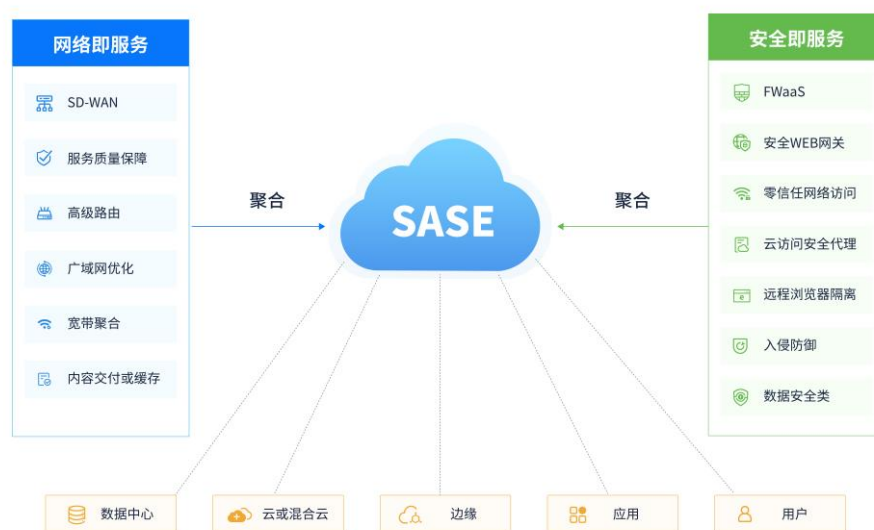 网络即服务
SD-WAN
服务质量保障
高级路由
广域网优化
宽带聚合
内容交付或缓存
聚合
SASE
聚合
安全即服务
FWaaS
安全WEB网关
零信任网络访问
云访问安全代理
远程浏览器隔离
入侵防御
数据安全类
数据中心
云或混合云
边缘
应用
用户